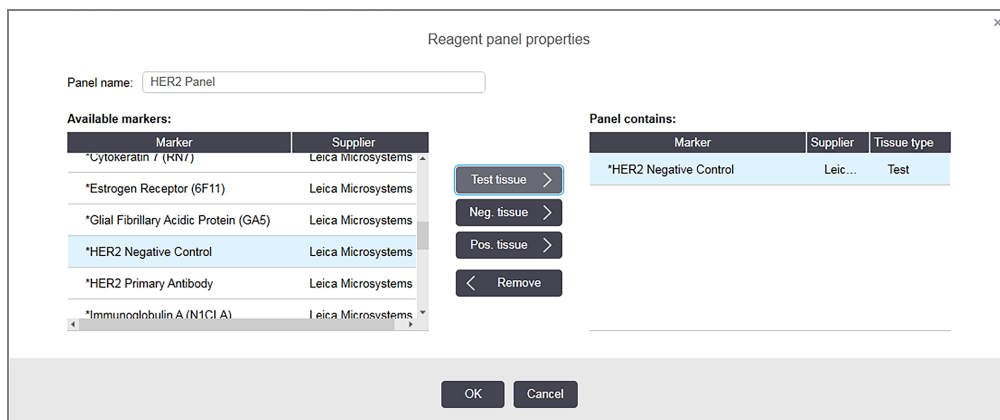 ×
Reagent panel properties
Panel name: HER2 Panel
Available markers:
Marker Supplier
*Cytokeratin 7 (RN7) Leica Microsystems
*Estrogen Receptor (6F11) Leica Microsystems
*Glial Fibrillary Acidic Protein (GA5) Leica Microsystems
*HER2 Negative Control Leica Microsystems
*HER2 Primary Antibody Leica Microsystems
*Immunoglobulin A (N1CLA) Leica Microsystems
Test tissue
Neg. tissue
Pos. tissue
Remove
Panel contains:
Marker Supplier Tissue type
*HER2 Negative Control Leic... Test
OK Cancel